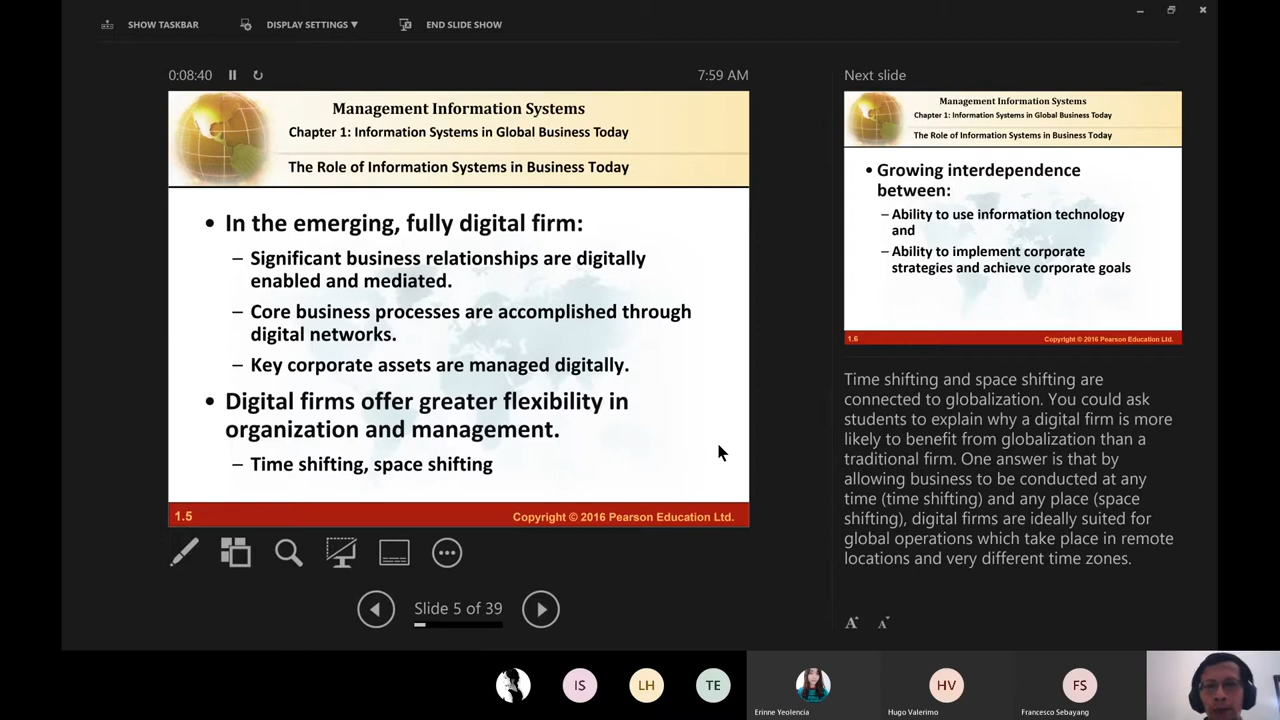 SHOW TASKBAR
DISPLAY SETTINGS ▼
END SLIDE SHOW
0:08:40
7:59 AM
Management Information Systems
Chapter 1: Information Systems in Global Business Today
The Role of Information Systems in Business Today
• In the emerging, fully digital firm:
– Significant business relationships are digitally
enabled and mediated.
– Core business processes are accomplished through
digital networks.
– Key corporate assets are managed digitally.
• Digital firms offer greater flexibility in
organization and management.
– Time shifting, space shifting
1.5
Copyright © 2016 Pearson Education Ltd.
Slide 5 of 39
Next slide
Management Information Systems
Chapter 1: Information Systems in Global Business Today
The Role of Information Systems in Business Today
• Growing interdependence
between:
– Ability to use information technology
and
– Ability to implement corporate
strategies and achieve corporate goals
1.6
Copyright © 2016 Pearson Education Ltd.
Time shifting and space shifting are
connected to globalization. You could ask
students to explain why a digital firm is more
likely to benefit from globalization than a
traditional firm. One answer is that by
allowing business to be conducted at any
time (time shifting) and any place (space
shifting), digital firms are ideally suited for
global operations which take place in remote
locations and very different time zones.
A A
IS
LH
TE
HV
FS
Erinne Yeolencia
Hugo Valerimo
Francesco Sebayang